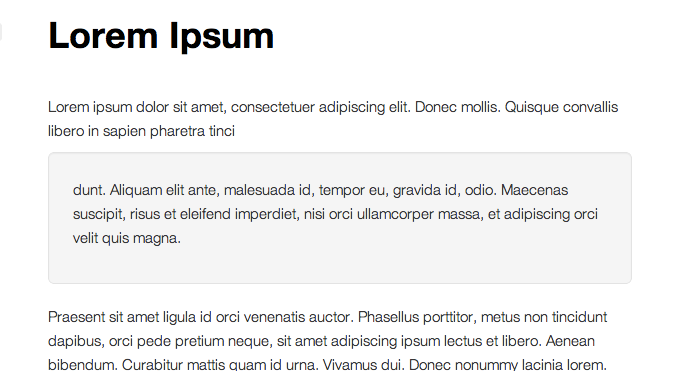 Lorem Ipsum
Lorem ipsum dolor sit amet, consectetuer adipiscing elit. Donec mollis. Quisque convallis
libero in sapien pharetra tinci
dunt. Aliquam elit ante, malesuada id, tempor eu, gravida id, odio. Maecenas
suscipit, risus et eleifend imperdiet, nisi orci ullamcorper massa, et adipiscing orci
velit quis magna.
Praesent sit amet ligula id orci venenatis auctor. Phasellus porttitor, metus non tincidunt
dapibus, orci pede pretium neque, sit amet adipiscing ipsum lectus et libero. Aenean
bibendum. Curabitur mattis quam id urna. Vivamus dui. Donec nonummy lacinia lorem.